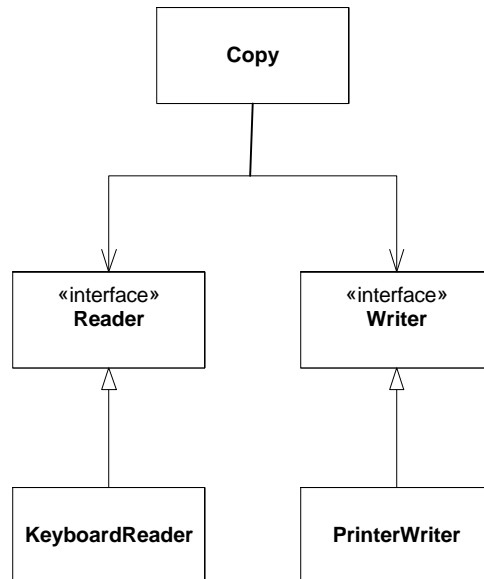 Copy
«interface»
Reader
«interface»
Writer
KeyboardReader
PrinterWriter